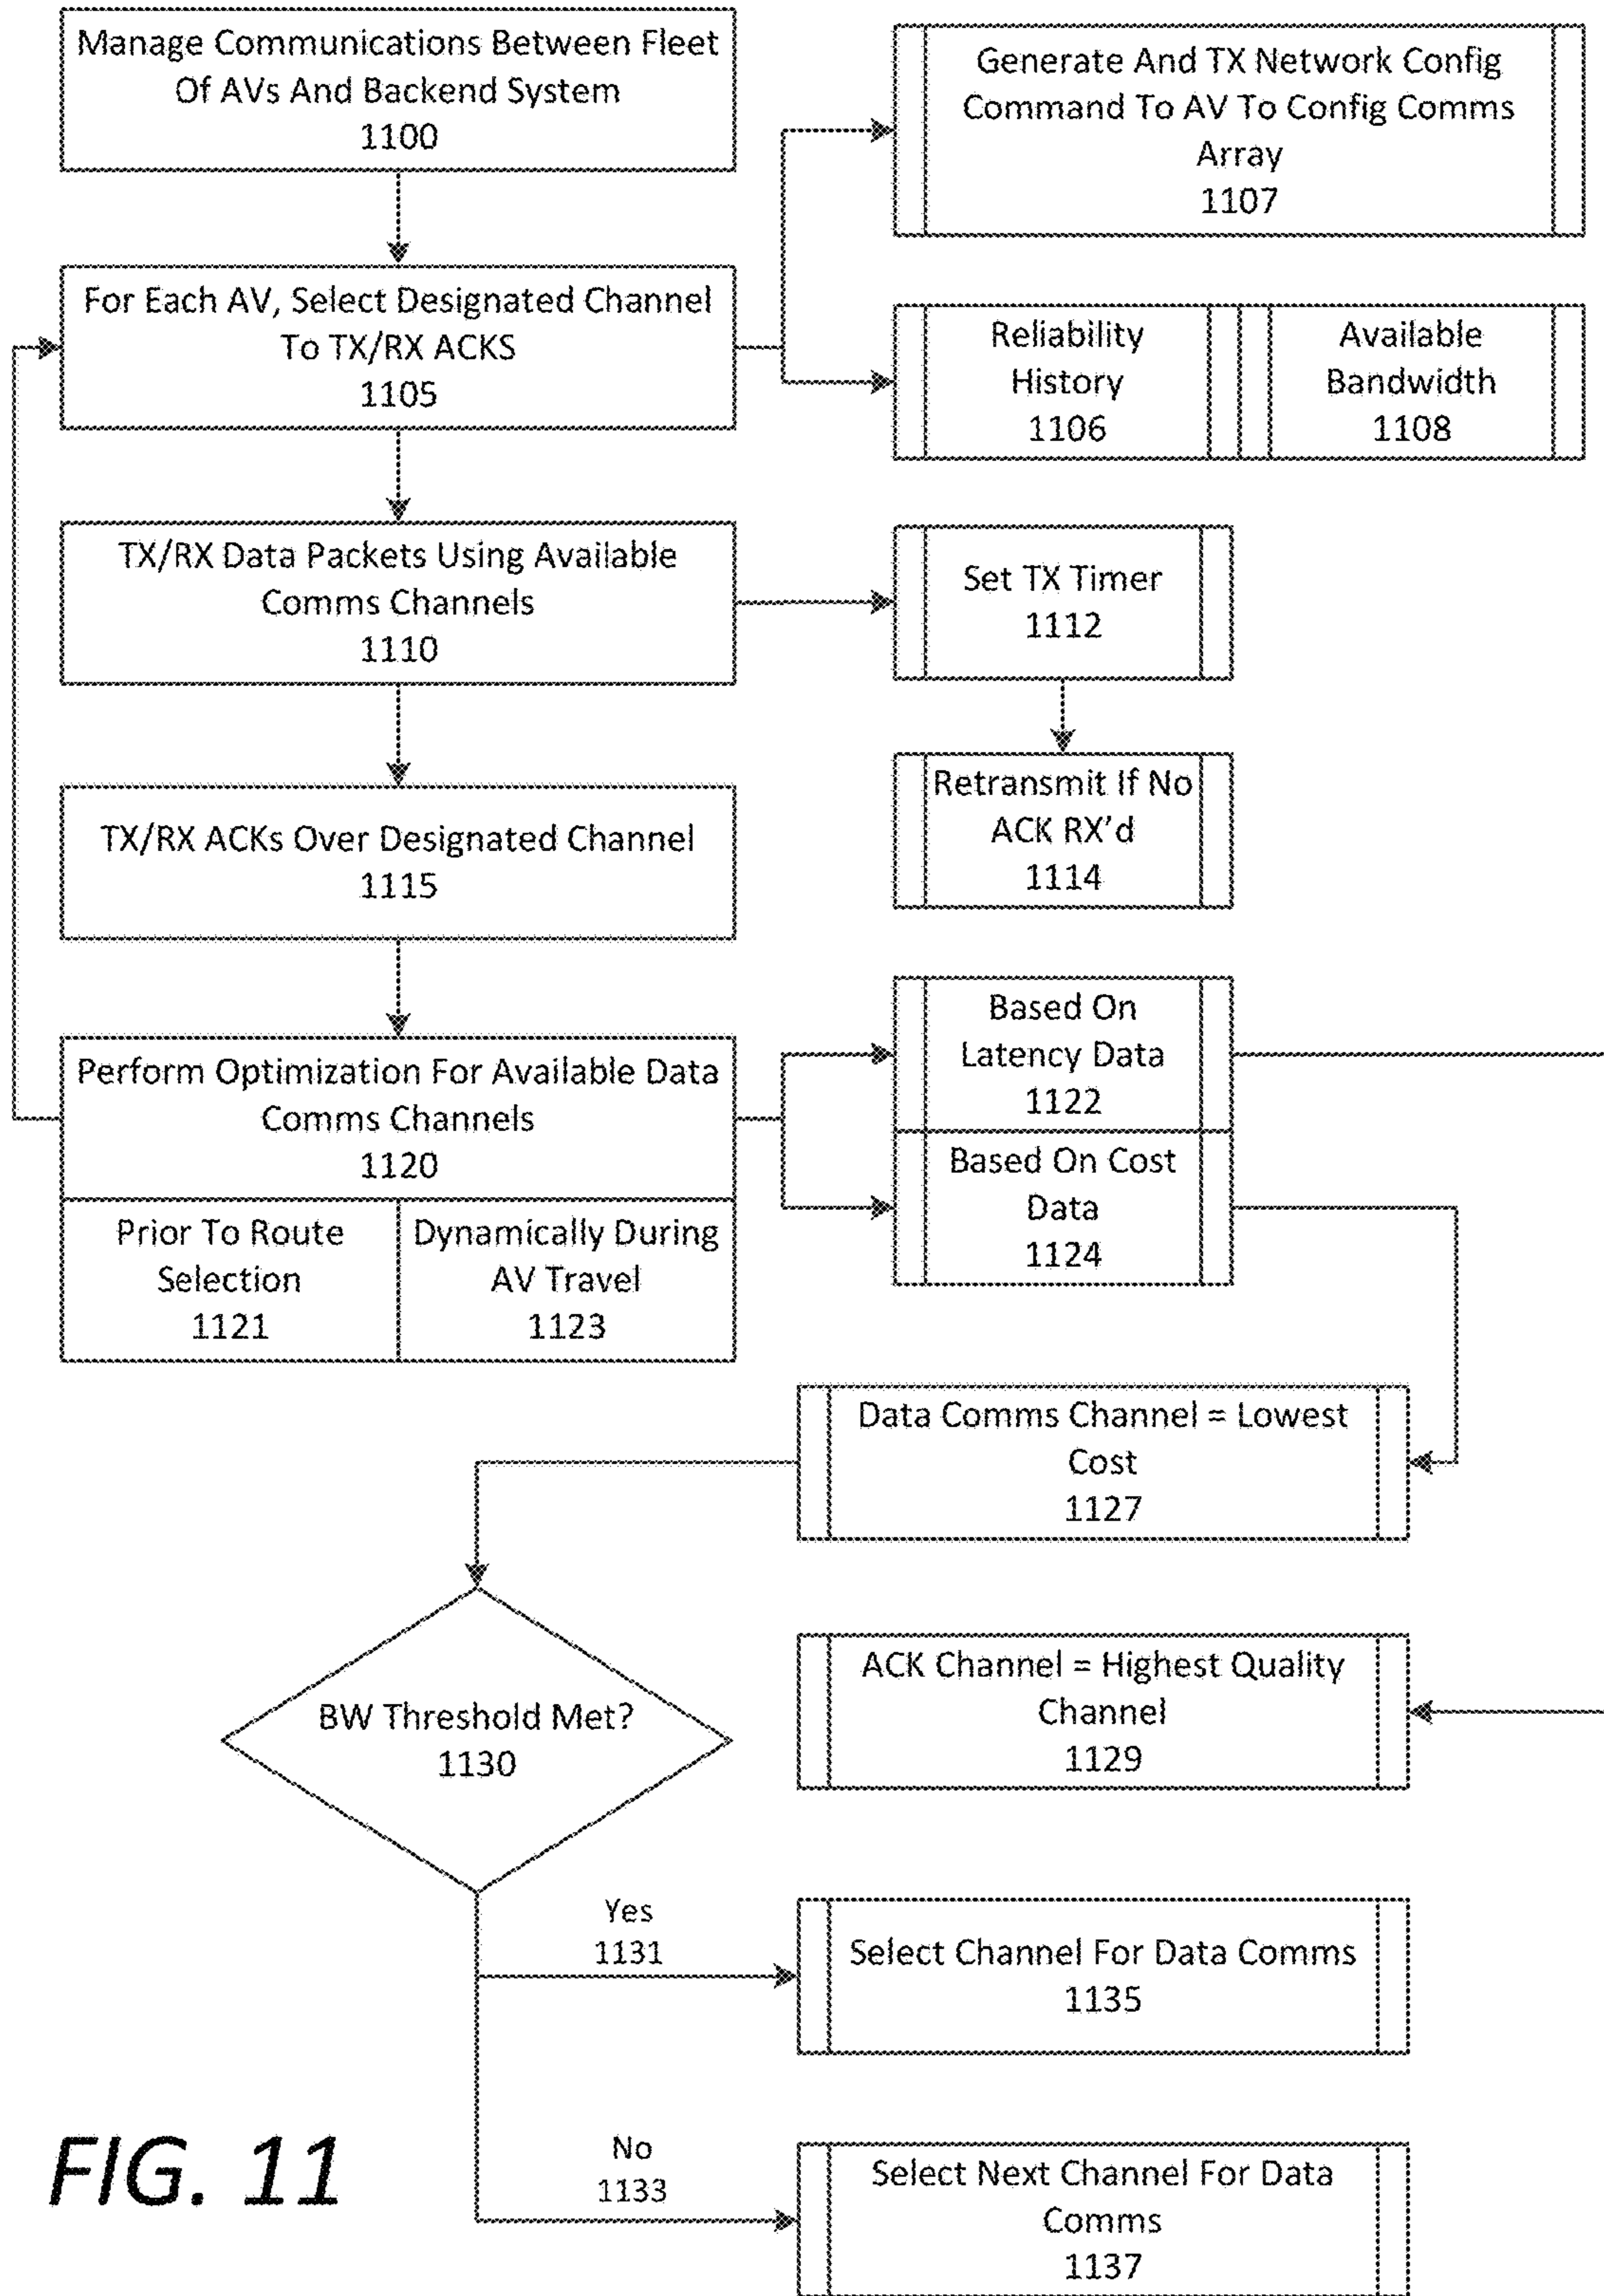 Manage Communications Between Fleet
Of AVs And Backend System
1100
Generate And TX Network Config
Command To AV To Config Comms
Array
1107
For Each AV, Select Designated Channel
To TX/RX ACKS
1105
Reliability
History
1106
Available
Bandwidth
1108
TX/RX Data Packets Using Available
Comms Channels
1110
Set TX Timer
1112
Retransmit If No
ACK RX'd
1114
TX/RX ACKs Over Designated Channel
1115
Perform Optimization For Available Data
Comms Channels
1120
Prior To Route
Selection
1121
Dynamically During
AV Travel
1123
Based On
Latency Data
1122
Based On Cost
Data
1124
Data Comms Channel = Lowest
Cost
1127
BW Threshold Met?
1130
ACK Channel = Highest Quality
Channel
1129
Yes
1131
Select Channel For Data Comms
1135
No
1133
Select Next Channel For Data
Comms
1137
FIG. 11